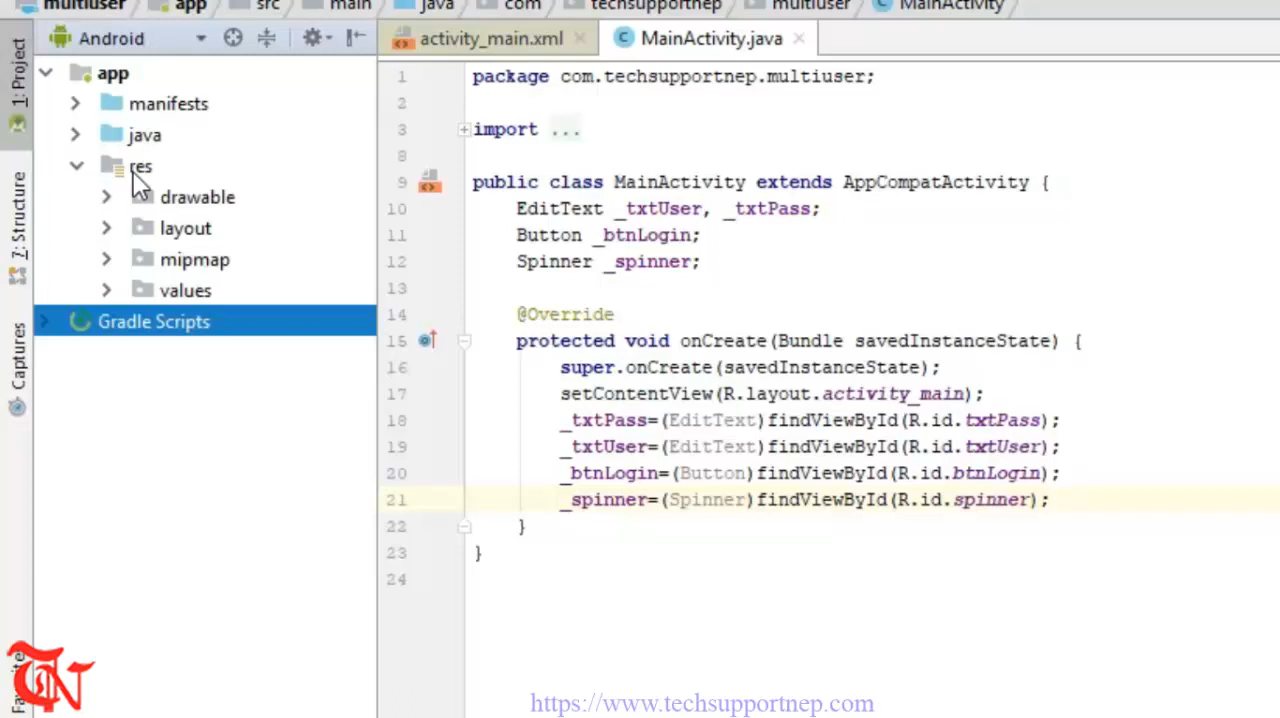 multiuser app src main java com techsupportnep multiuser MainActivity
Android
activity_main.xml
MainActivity.java
1: Project
7: Structure
Captures
app
manifests
java
res
drawable
layout
mipmap
values
Gradle Scripts
1 package com.techsupportnep.multiuser;
2
3 import ...
8
9 public class MainActivity extends AppCompatActivity {
10 EditText _txtUser, _txtPass;
11 Button _btnLogin;
12 Spinner _spinner;
13
14 @Override
15 protected void onCreate(Bundle savedInstanceState) {
16 super.onCreate(savedInstanceState);
17 setContentView(R.layout.activity_main);
18 _txtPass=(EditText)findViewById(R.id.txtPass);
19 _txtUser=(EditText)findViewById(R.id.txtUser);
20 _btnLogin=(Button)findViewById(R.id.btnLogin);
21 _spinner=(Spinner)findViewById(R.id.spinner);
22 }
23 }
24
TN
https://www.techsupportnep.com